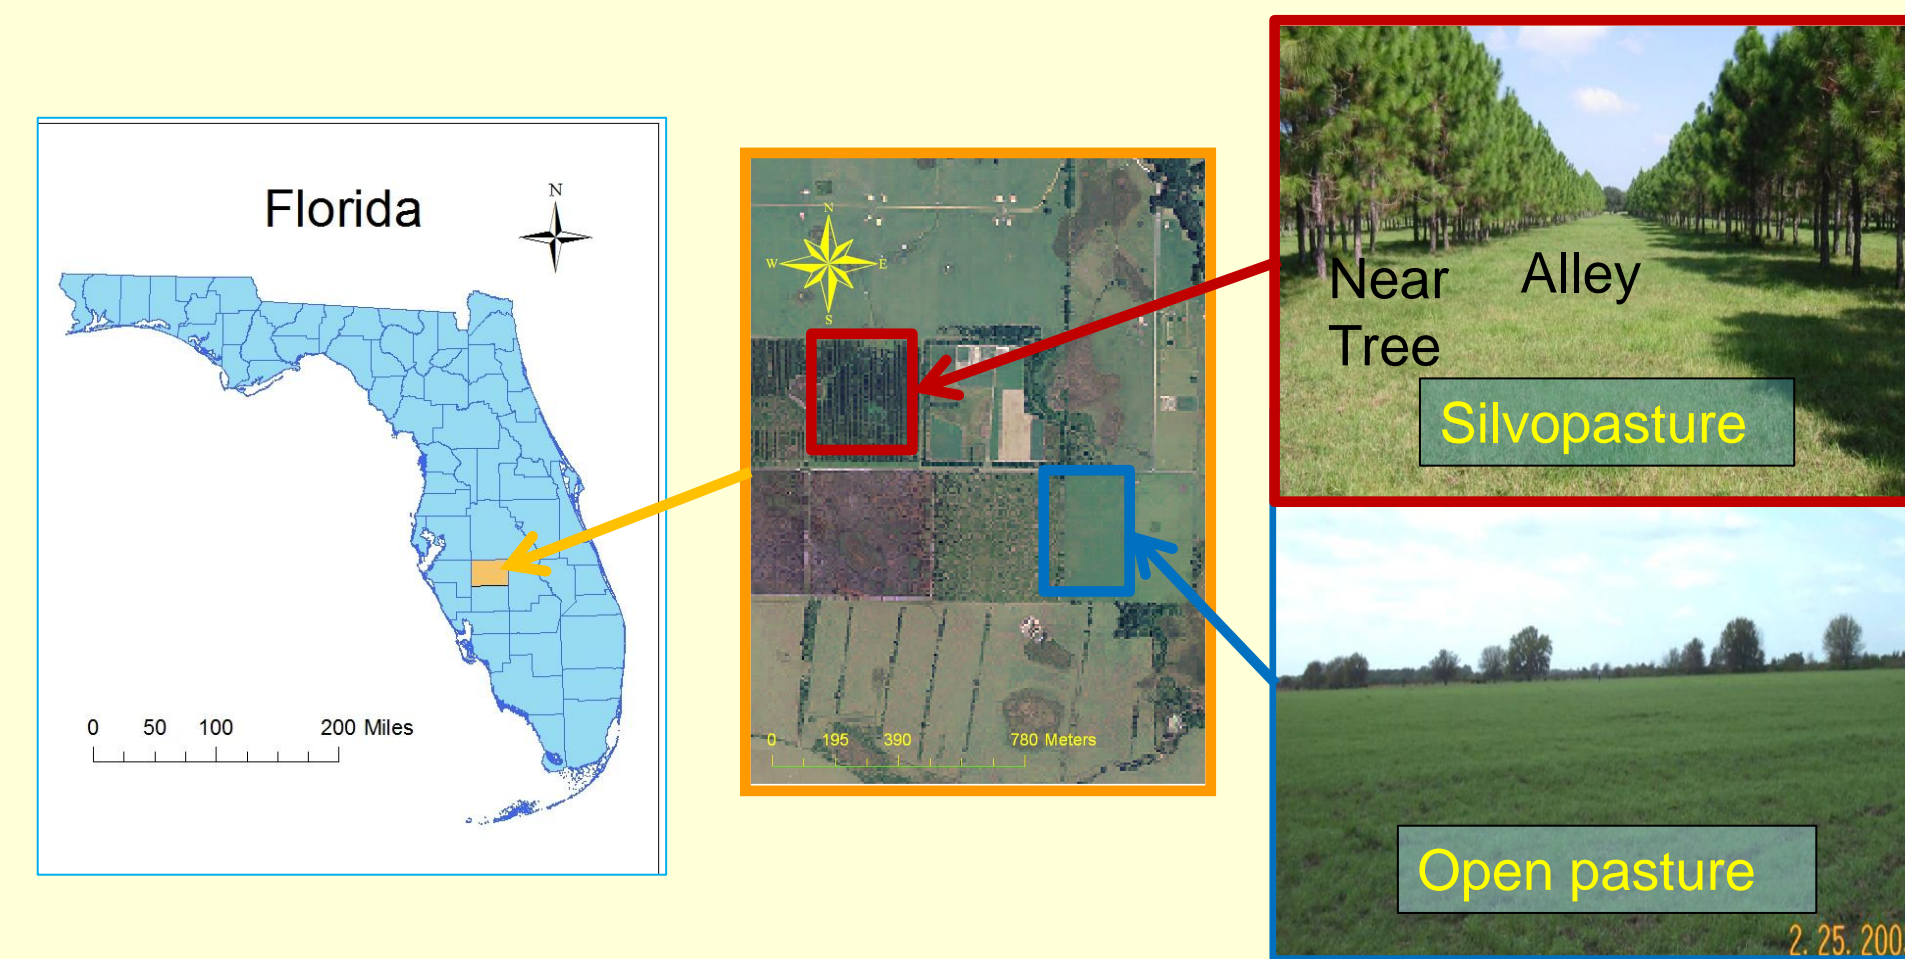 Florida
N
0 50 100 200 Miles
N
W E
S
0 195 390 780 Meters
Near
Tree
Alley
Silvopasture
Open pasture
2. 25. 200